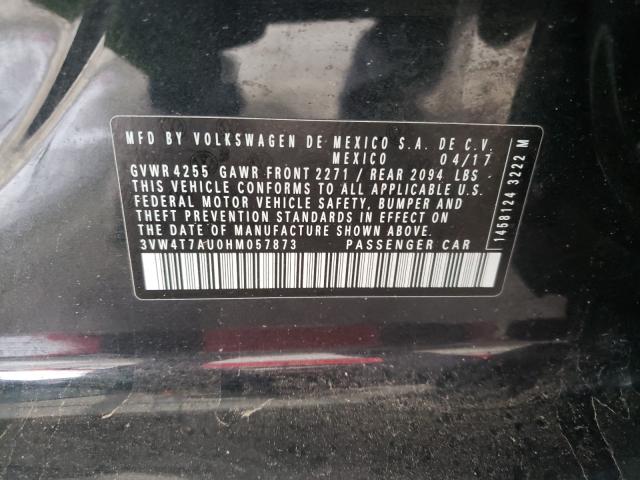 MFD BY VOLKSWAGEN DE MEXICO S.A. DE C.V.
MEXICO 04/17
GVWR 4255 GAWR FRONT 2271 / REAR 2094 LBS
THIS VEHICLE CONFORMS TO ALL APPLICABLE U.S.
FEDERAL MOTOR VEHICLE SAFETY, BUMPER AND
THEFT PREVENTION STANDARDS IN EFFECT ON
THE DATE OF MANUFACTURE SHOWN ABOVE.
3VW4T7AU0HM057873 PASSENGER CAR
1458124 3222 M